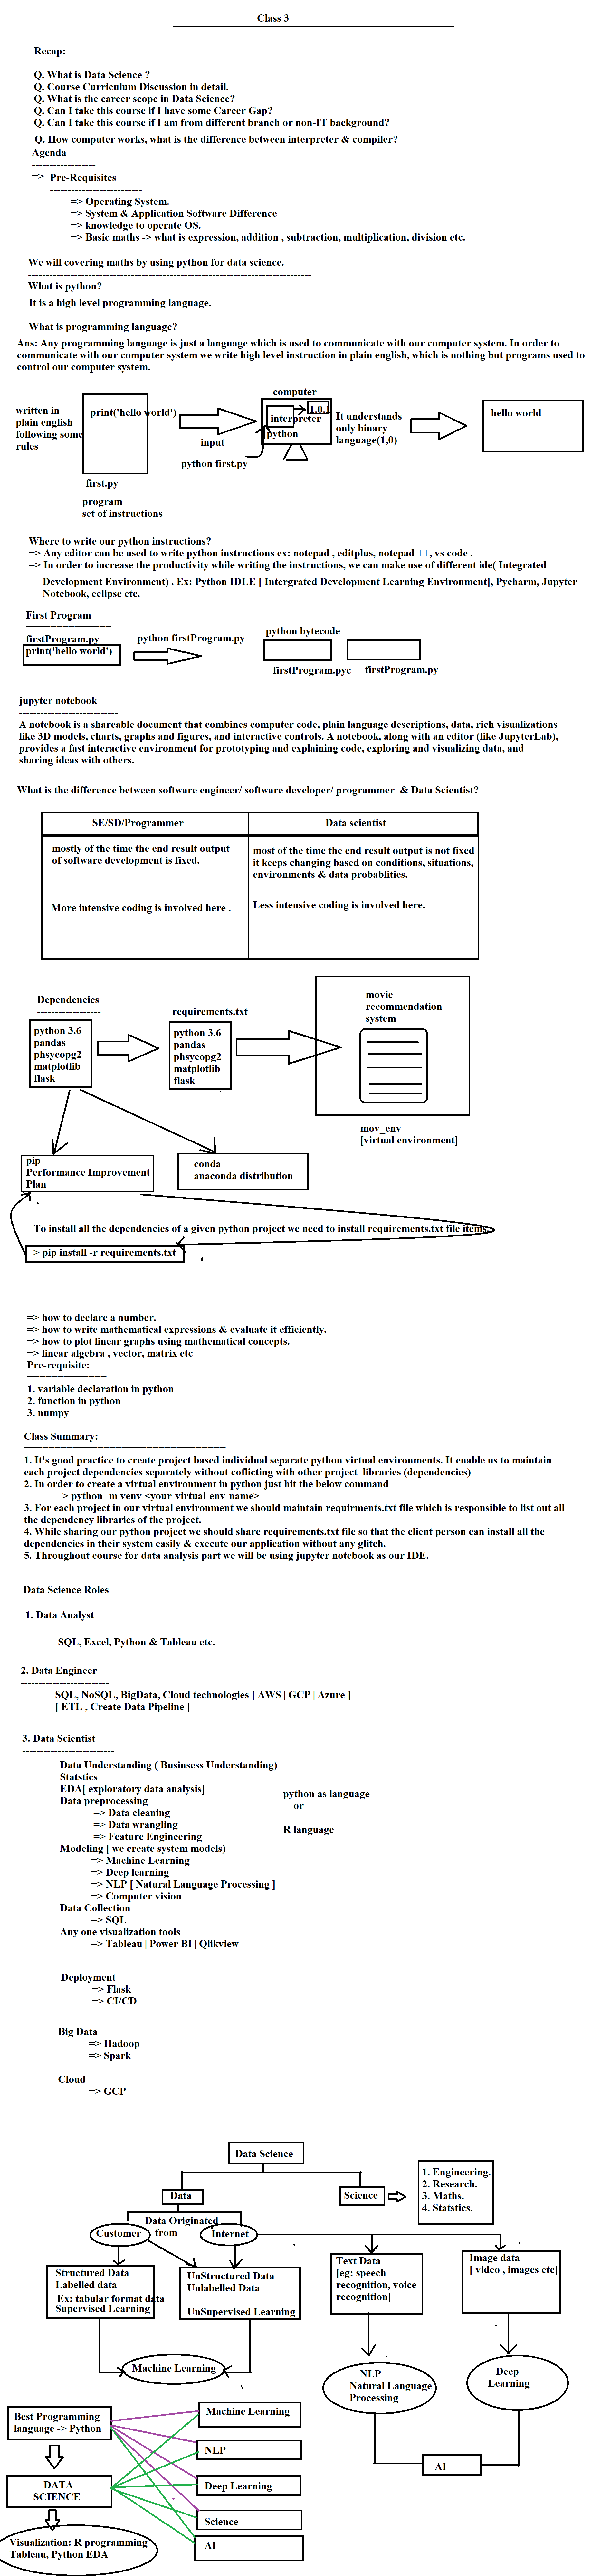 Class 3
Recap:
----------------
Q. What is Data Science ?
Q. Course Curriculum Discussion in detail.
Q. What is the career scope in Data Science?
Q. Can I take this course if I have some Career Gap?
Q. Can I take this course if I am from different branch or non-IT background?
Q. How computer works, what is the difference between interpreter & compiler?
Agenda
------------------
=> Pre-Requisites
--------------------------
=> Operating System.
=> System & Application Software Difference
=> knowledge to operate OS.
=> Basic maths -> what is expression, addition , subtraction, multiplication, division etc.
We will covering maths by using python for data science.
--------------------------------------------------------------------------------
What is python?
It is a high level programming language.
What is programming language?
Ans: Any programming language is just a language which is used to communicate with our computer system. In order to
communicate with our computer system we write high level instruction in plain english, which is nothing but programs used to
control our computer system.
written in
plain english
following some
rules
print('hello world')
first.py
program
set of instructions
input
python first.py
computer
interpreter
1,0,1
python
It understands
only binary
language(1,0)
hello world
Where to write our python instructions?
=> Any editor can be used to write python instructions ex: notepad , editplus, notepad ++, vs code .
=> In order to increase the productivity while writing the instructions, we can make use of different ide( Integrated
Development Environment) . Ex: Python IDLE [ Intergrated Development Learning Environment], Pycharm, Jupyter
Notebook, eclipse etc.
First Program
==============
firstProgram.py
print('hello world')
python firstProgram.py
python bytecode
firstProgram.pyc
firstProgram.py
jupyter notebook
----------------------------
A notebook is a shareable document that combines computer code, plain language descriptions, data, rich visualizations
like 3D models, charts, graphs and figures, and interactive controls. A notebook, along with an editor (like JupyterLab),
provides a fast interactive environment for prototyping and explaining code, exploring and visualizing data, and
sharing ideas with others.
What is the difference between software engineer/ software developer/ programmer & Data Scientist?
SE/SD/Programmer
Data scientist
mostly of the time the end result output
of software development is fixed.
most of the time the end result output is not fixed
it keeps changing based on conditions, situations,
environments & data probablities.
More intensive coding is involved here .
Less intensive coding is involved here.
Dependencies
------------------
python 3.6
pandas
phsycopg2
matplotlib
flask
requirements.txt
python 3.6
pandas
phsycopg2
matplotlib
flask
movie
recommendation
system
mov_env
[virtual environment]
pip
Performance Improvement
Plan
conda
anaconda distribution
To install all the dependencies of a given python project we need to install requirements.txt file items.
> pip install -r requirements.txt
=> how to declare a number.
=> how to write mathematical expressions & evaluate it efficiently.
=> how to plot linear graphs using mathematical concepts.
=> linear algebra , vector, matrix etc
Pre-requisite:
=============
1. variable declaration in python
2. function in python
3. numpy
Class Summary:
=================================
1. It's good practice to create project based individual separate python virtual environments. It enable us to maintain
each project dependencies separately without coflicting with other project libraries (dependencies)
2. In order to create a virtual environment in python just hit the below command
> python -m venv <your-virtual-env-name>
3. For each project in our virtual environment we should maintain requirments.txt file which is responsible to list out all
the dependency libraries of the project.
4. While sharing our python project we should share requirements.txt file so that the client person can install all the
dependencies in their system easily & execute our application without any glitch.
5. Throughout course for data analysis part we will be using jupyter notebook as our IDE.
Data Science Roles
--------------------------------
1. Data Analyst
----------------------
SQL, Excel, Python & Tableau etc.
2. Data Engineer
-------------------------
SQL, NoSQL, BigData, Cloud technologies [ AWS | GCP | Azure ]
[ ETL , Create Data Pipeline ]
3. Data Scientist
--------------------------
Data Understanding ( Businsess Understanding)
Statstics
EDA[ exploratory data analysis]
Data preprocessing
=> Data cleaning
=> Data wrangling
=> Feature Engineering
python as language
or
R language
Modeling [ we create system models)
=> Machine Learning
=> Deep learning
=> NLP [ Natural Language Processing ]
=> Computer vision
Data Collection
=> SQL
Any one visualization tools
=> Tableau | Power BI | Qlikview
Deployment
=> Flask
=> CI/CD
Big Data
=> Hadoop
=> Spark
Cloud
=> GCP
Data Science
Data
Science
1. Engineering.
2. Research.
3. Maths.
4. Statstics.
Data Originated
from
Customer
Internet
Structured Data
Labelled data
Ex: tabular format data
Supervised Learning
UnStructured Data
Unlabelled Data
UnSupervised Learning
Text Data
[eg: speech
recognition, voice
recognition]
Image data
[ video , images etc]
Machine Learning
NLP
Natural Language
Processing
Deep
Learning
AI
Best Programming
language -> Python
DATA
SCIENCE
Visualization: R programming
Tableau, Python EDA
Machine Learning
NLP
Deep Learning
Science
AI